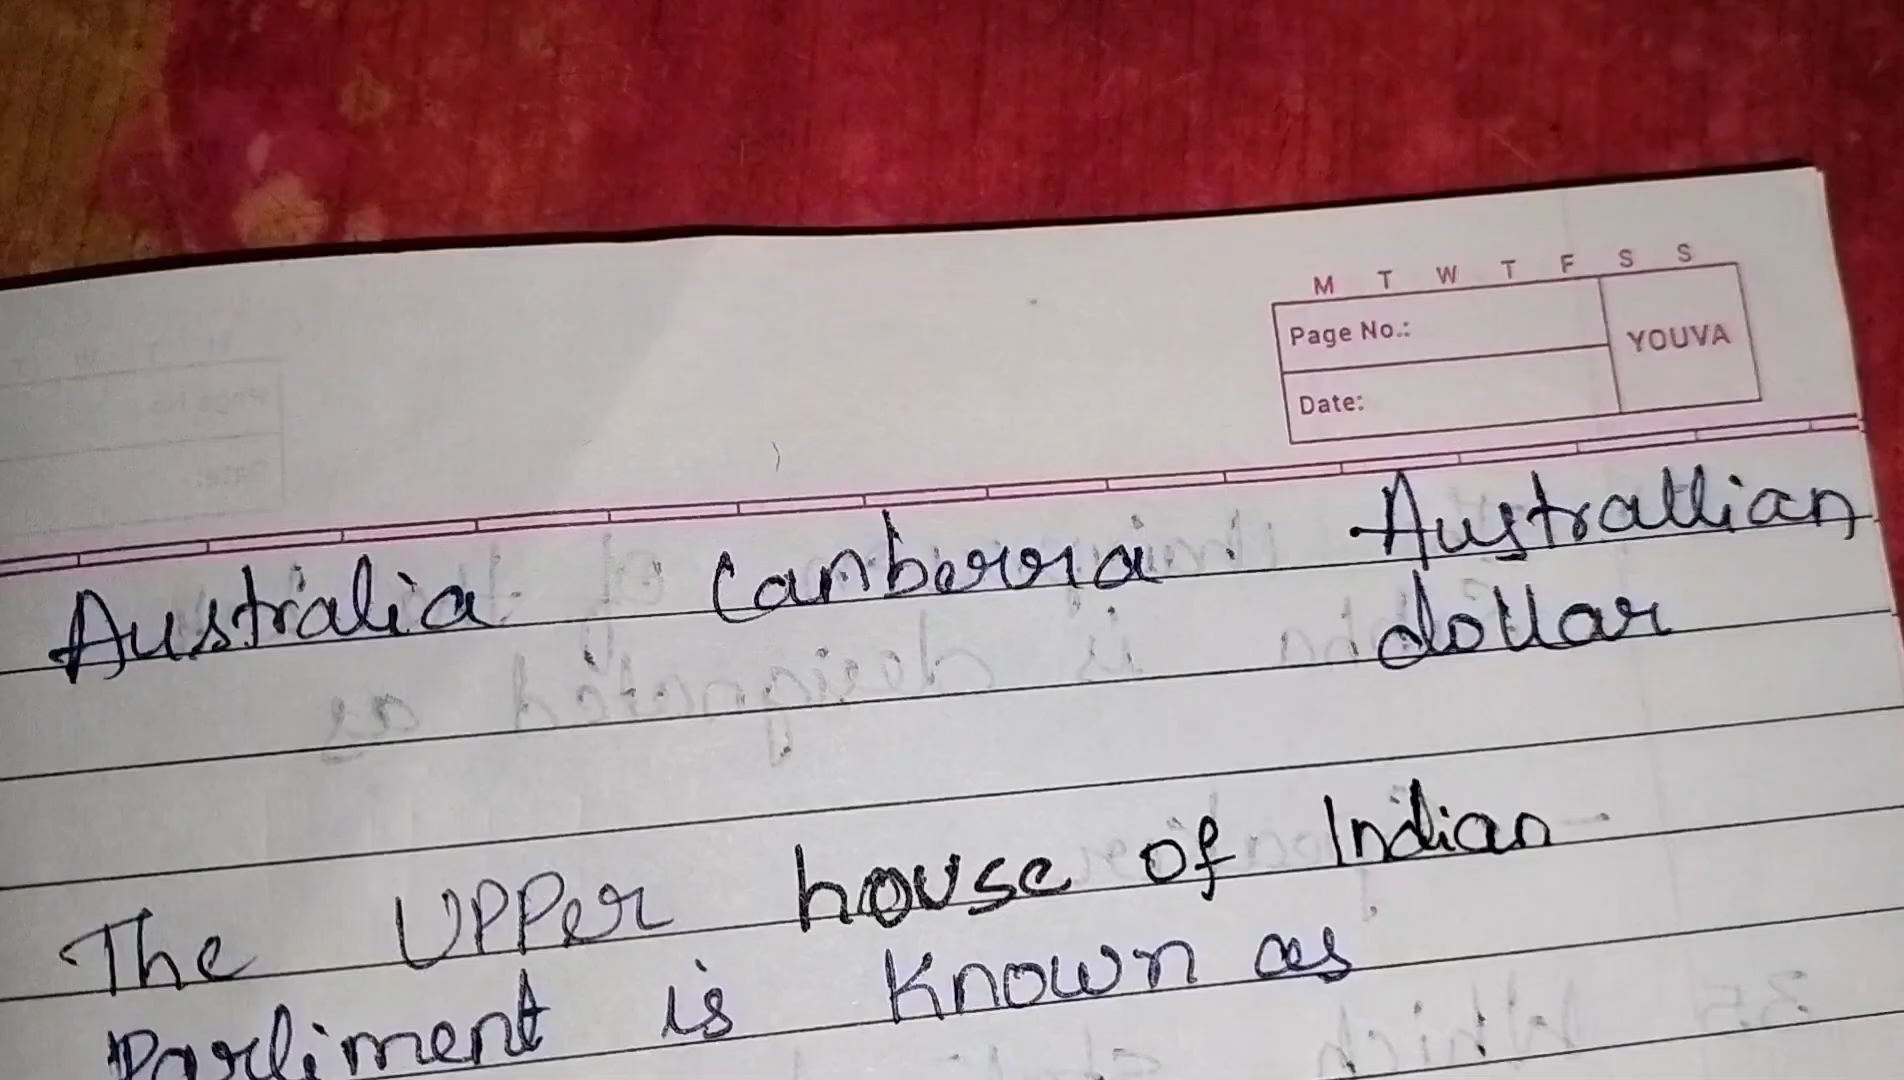 M T W T F S S
Page No.:
YOUVA
Date:
Australia Canberra Australlian
dollar
The UPPer house of Indian
Parliment is Known as